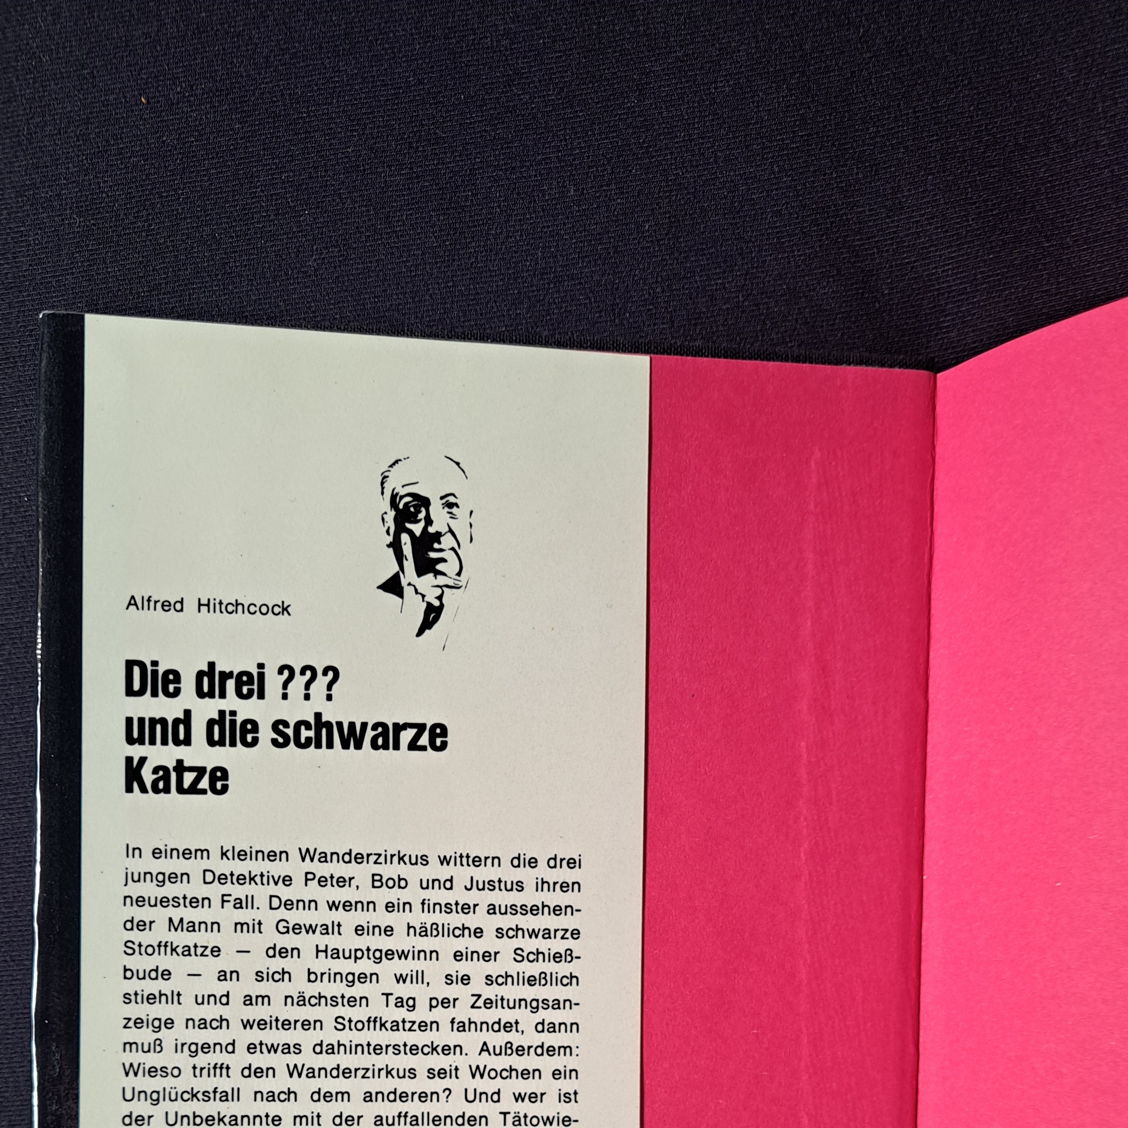 Alfred Hitchcock
Die drei ???
und die schwarze
Katze
In einem kleinen Wanderzirkus wittern die drei
jungen Detektive Peter, Bob und Justus ihren
neuesten Fall. Denn wenn ein finster aussehen-
der Mann mit Gewalt eine häßliche schwarze
Stoffkatze — den Hauptgewinn einer Schieß-
bude — an sich bringen will, sie schließlich
stiehlt und am nächsten Tag per Zeitungsan-
zeige nach weiteren Stoffkatzen fahndet, dann
muß irgend etwas dahinterstecken. Außerdem:
Wieso trifft den Wanderzirkus seit Wochen ein
Unglücksfall nach dem anderen? Und wer ist
der Unbekannte mit der auffallenden Tätowie-